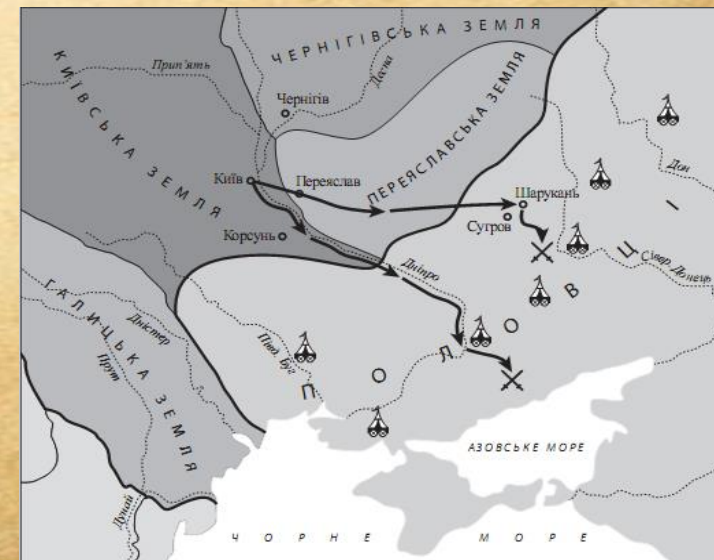 ЧЕРНІГІВСЬКА ЗЕМЛЯ
КИЇВСЬКА ЗЕМЛЯ
Прип'ять
Десна
Чернігів
ПЕРЕЯСЛАВСЬКА ЗЕМЛЯ
Дон
Київ
Переяслав
Шарукань
Сугров
Корсунь
Сівер. Донець
Дніпро
ГАЛИЦЬКА ЗЕМЛЯ
Дністер
Прут
Півд. Буг
ПОЛОВЦІ
АЗОВСЬКЕ МОРЕ
Дунай
ЧОРНЕ МОРЕ